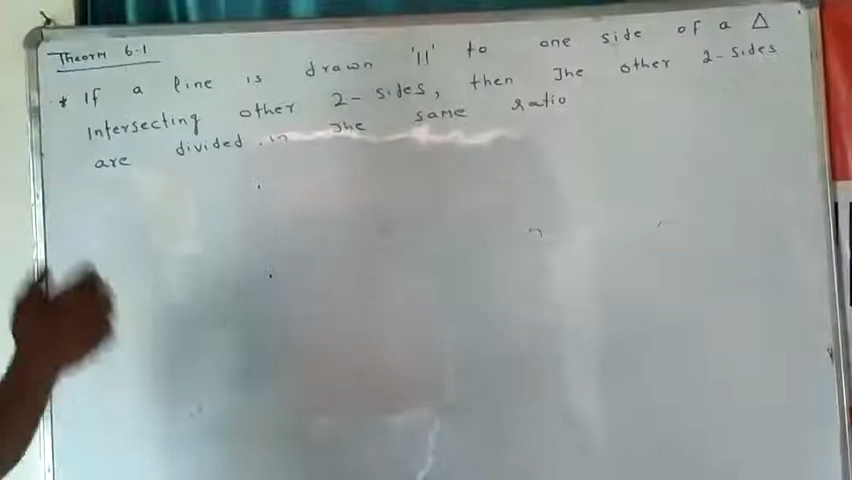 Theorm 6.1
* If a line is drawn '||' to one side of a △
Intersecting other 2-sides, then The other 2-sides
are divided in The same ratio